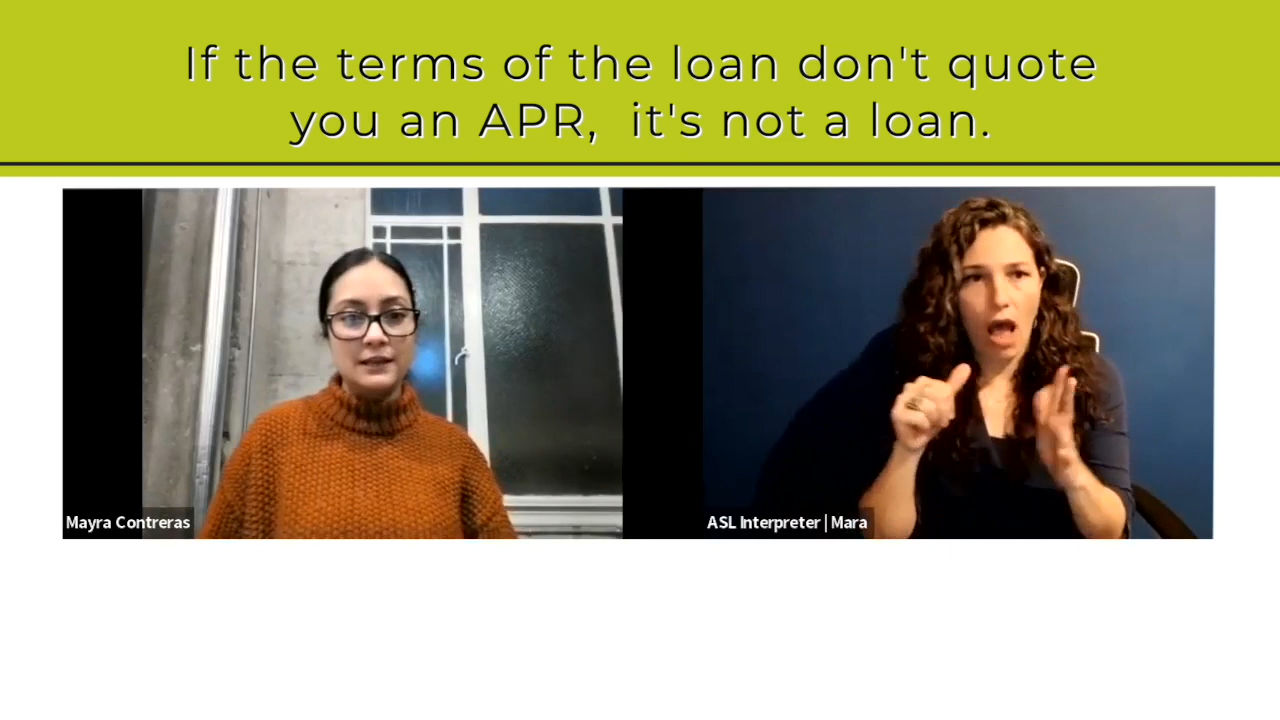 If the terms of the loan don't quote
you an APR, it's not a loan.
Mayra Contreras
ASL Interpreter | Mara